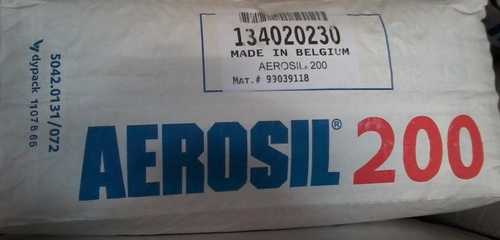 134020230
MADE IN BELGIUM
AEROSIL® 200
MAT.# 99039118
5042.0131/072
dypack 11078.65
AEROSIL® 200